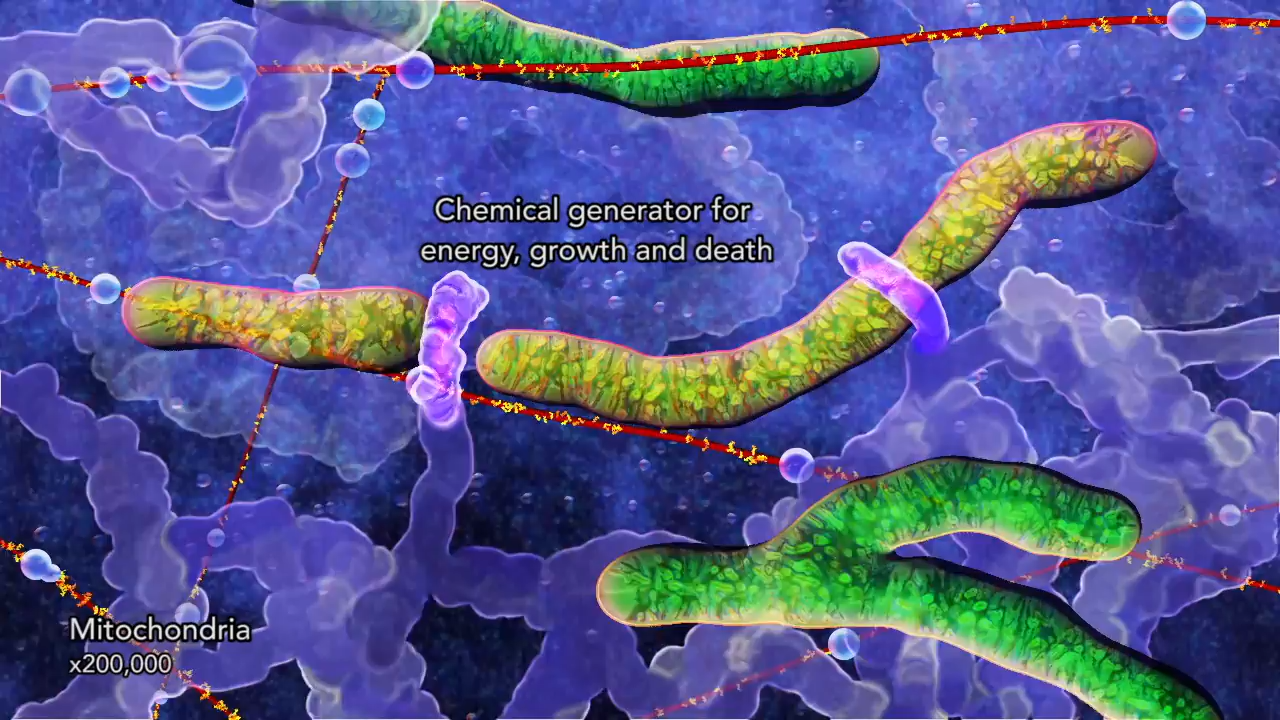 Chemical generator for
energy, growth and death
Mitochondria
x200,000